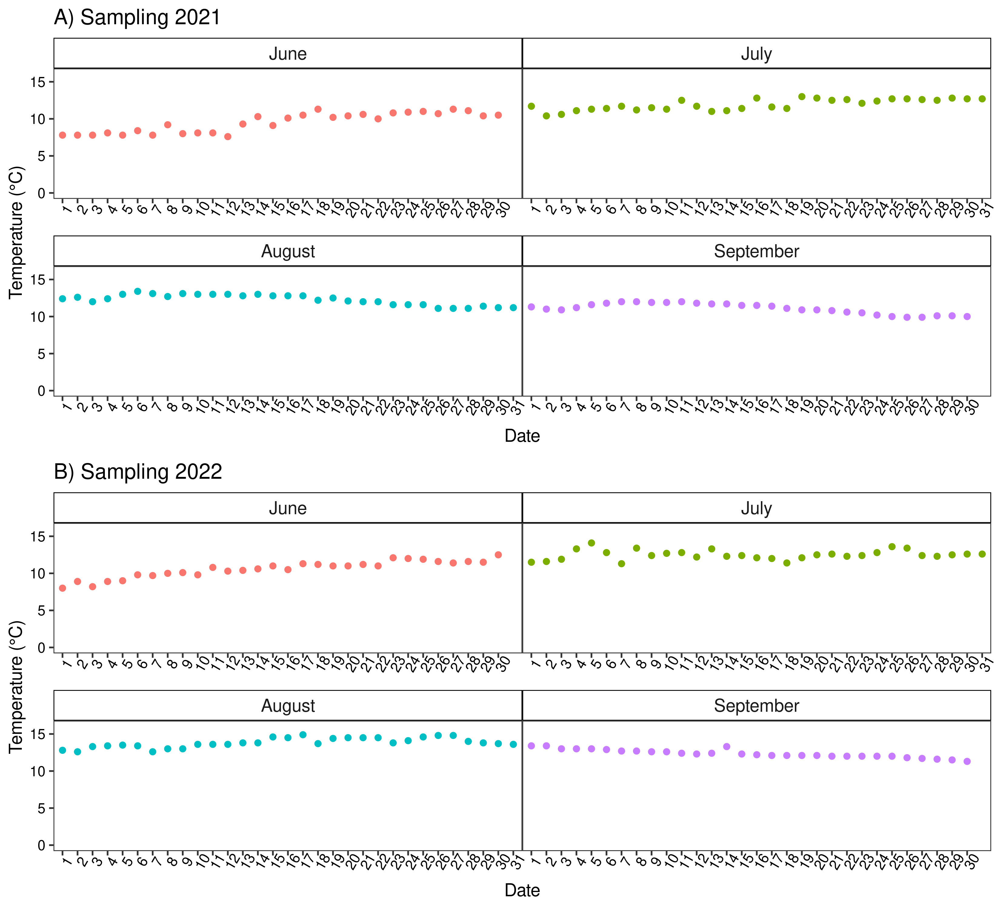 A) Sampling 2021
June July
15
10
5
0
1 2 3 4 5 6 7 8 9 10 11 12 13 14 15 16 17 18 19 20 21 22 23 24 25 26 27 28 29 30
1 2 3 4 5 6 7 8 9 10 11 12 13 14 15 16 17 18 19 20 21 22 23 24 25 26 27 28 29 30 31
August September
15
10
5
0
1 2 3 4 5 6 7 8 9 10 11 12 13 14 15 16 17 18 19 20 21 22 23 24 25 26 27 28 29 30 31
1 2 3 4 5 6 7 8 9 10 11 12 13 14 15 16 17 18 19 20 21 22 23 24 25 26 27 28 29 30
Temperature (°C)
Date
B) Sampling 2022
June July
15
10
5
0
1 2 3 4 5 6 7 8 9 10 11 12 13 14 15 16 17 18 19 20 21 22 23 24 25 26 27 28 29 30
1 2 3 4 5 6 7 8 9 10 11 12 13 14 15 16 17 18 19 20 21 22 23 24 25 26 27 28 29 30 31
August September
15
10
5
0
1 2 3 4 5 6 7 8 9 10 11 12 13 14 15 16 17 18 19 20 21 22 23 24 25 26 27 28 29 30 31
1 2 3 4 5 6 7 8 9 10 11 12 13 14 15 16 17 18 19 20 21 22 23 24 25 26 27 28 29 30
Temperature (°C)
Date